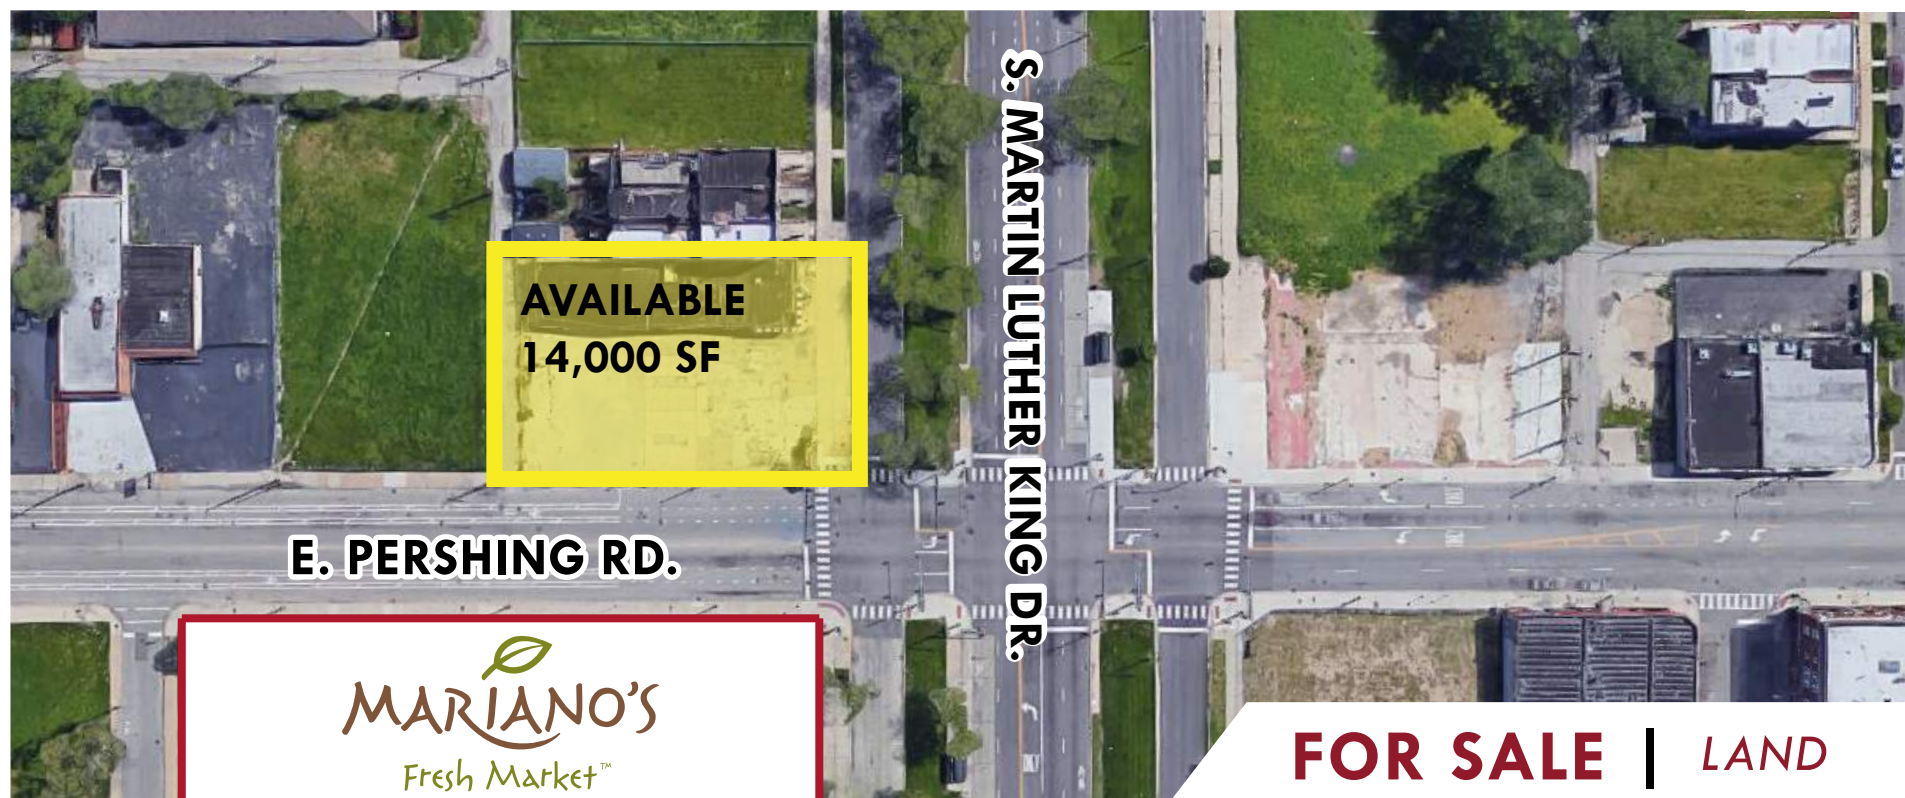 S. MARTIN LUTHER KING DR.
AVAILABLE
14,000 SF
E. PERSHING RD.
MARIANO'S
Fresh Market™
FOR SALE | LAND